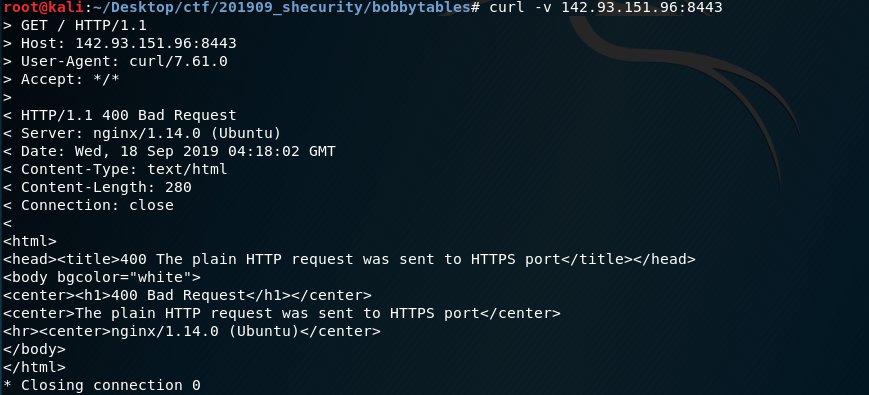 root@kali:~/Desktop/ctf/201909_shecurity/bobbytables# curl -v 142.93.151.96:8443
> GET / HTTP/1.1
> Host: 142.93.151.96:8443
> User-Agent: curl/7.61.0
> Accept: */*
>
< HTTP/1.1 400 Bad Request
< Server: nginx/1.14.0 (Ubuntu)
< Date: Wed, 18 Sep 2019 04:18:02 GMT
< Content-Type: text/html
< Content-Length: 280
< Connection: close
<
<html>
<head><title>400 The plain HTTP request was sent to HTTPS port</title></head>
<body bgcolor="white">
<center><h1>400 Bad Request</h1></center>
<center>The plain HTTP request was sent to HTTPS port</center>
<hr><center>nginx/1.14.0 (Ubuntu)</center>
</body>
</html>
* Closing connection 0